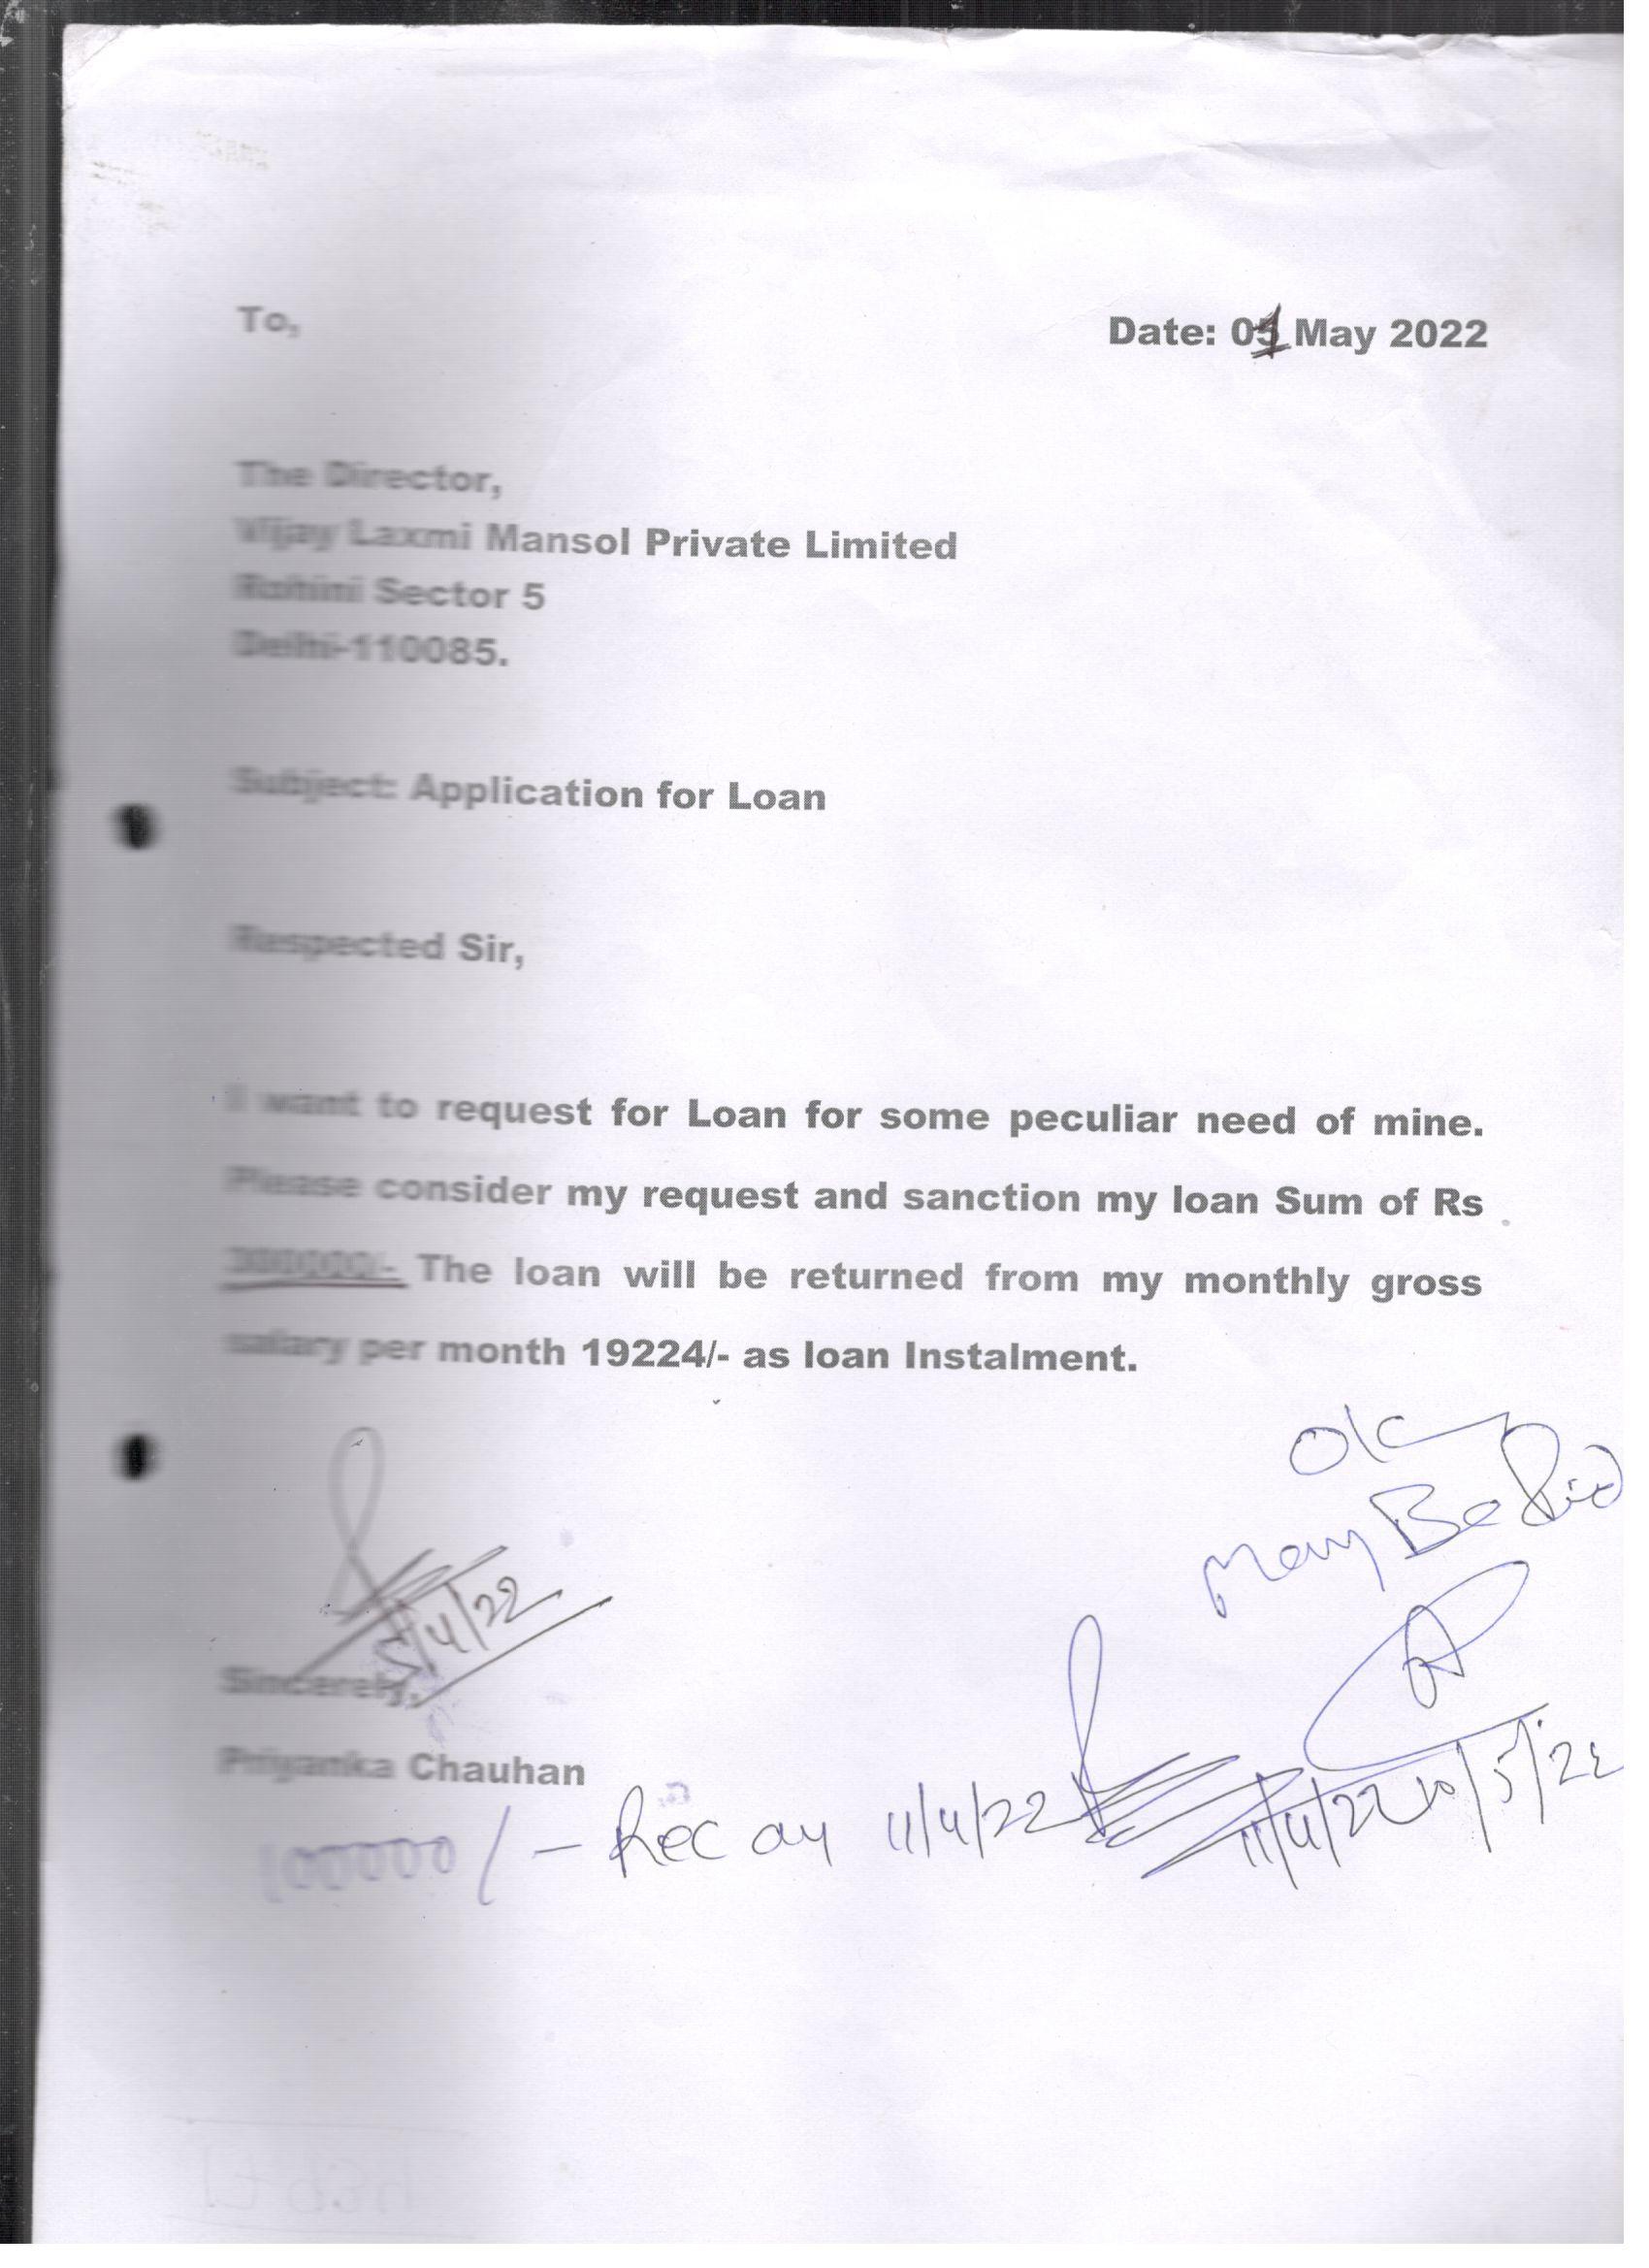 To,
Date: 01 May 2022
The Director,
Vijay Laxmi Mansol Private Limited
Rohini Sector 5
Delhi-110085.
Subject: Application for Loan
Respected Sir,
I want to request for Loan for some peculiar need of mine.
Please consider my request and sanction my loan Sum of Rs
300000/- The loan will be returned from my monthly gross
salary per month 19224/- as loan Instalment.
Ok
May Be
5/4/22
Sincerely,
Priyanka Chauhan
10/5/22
100000/- Rec 11/4/22
11/4/22